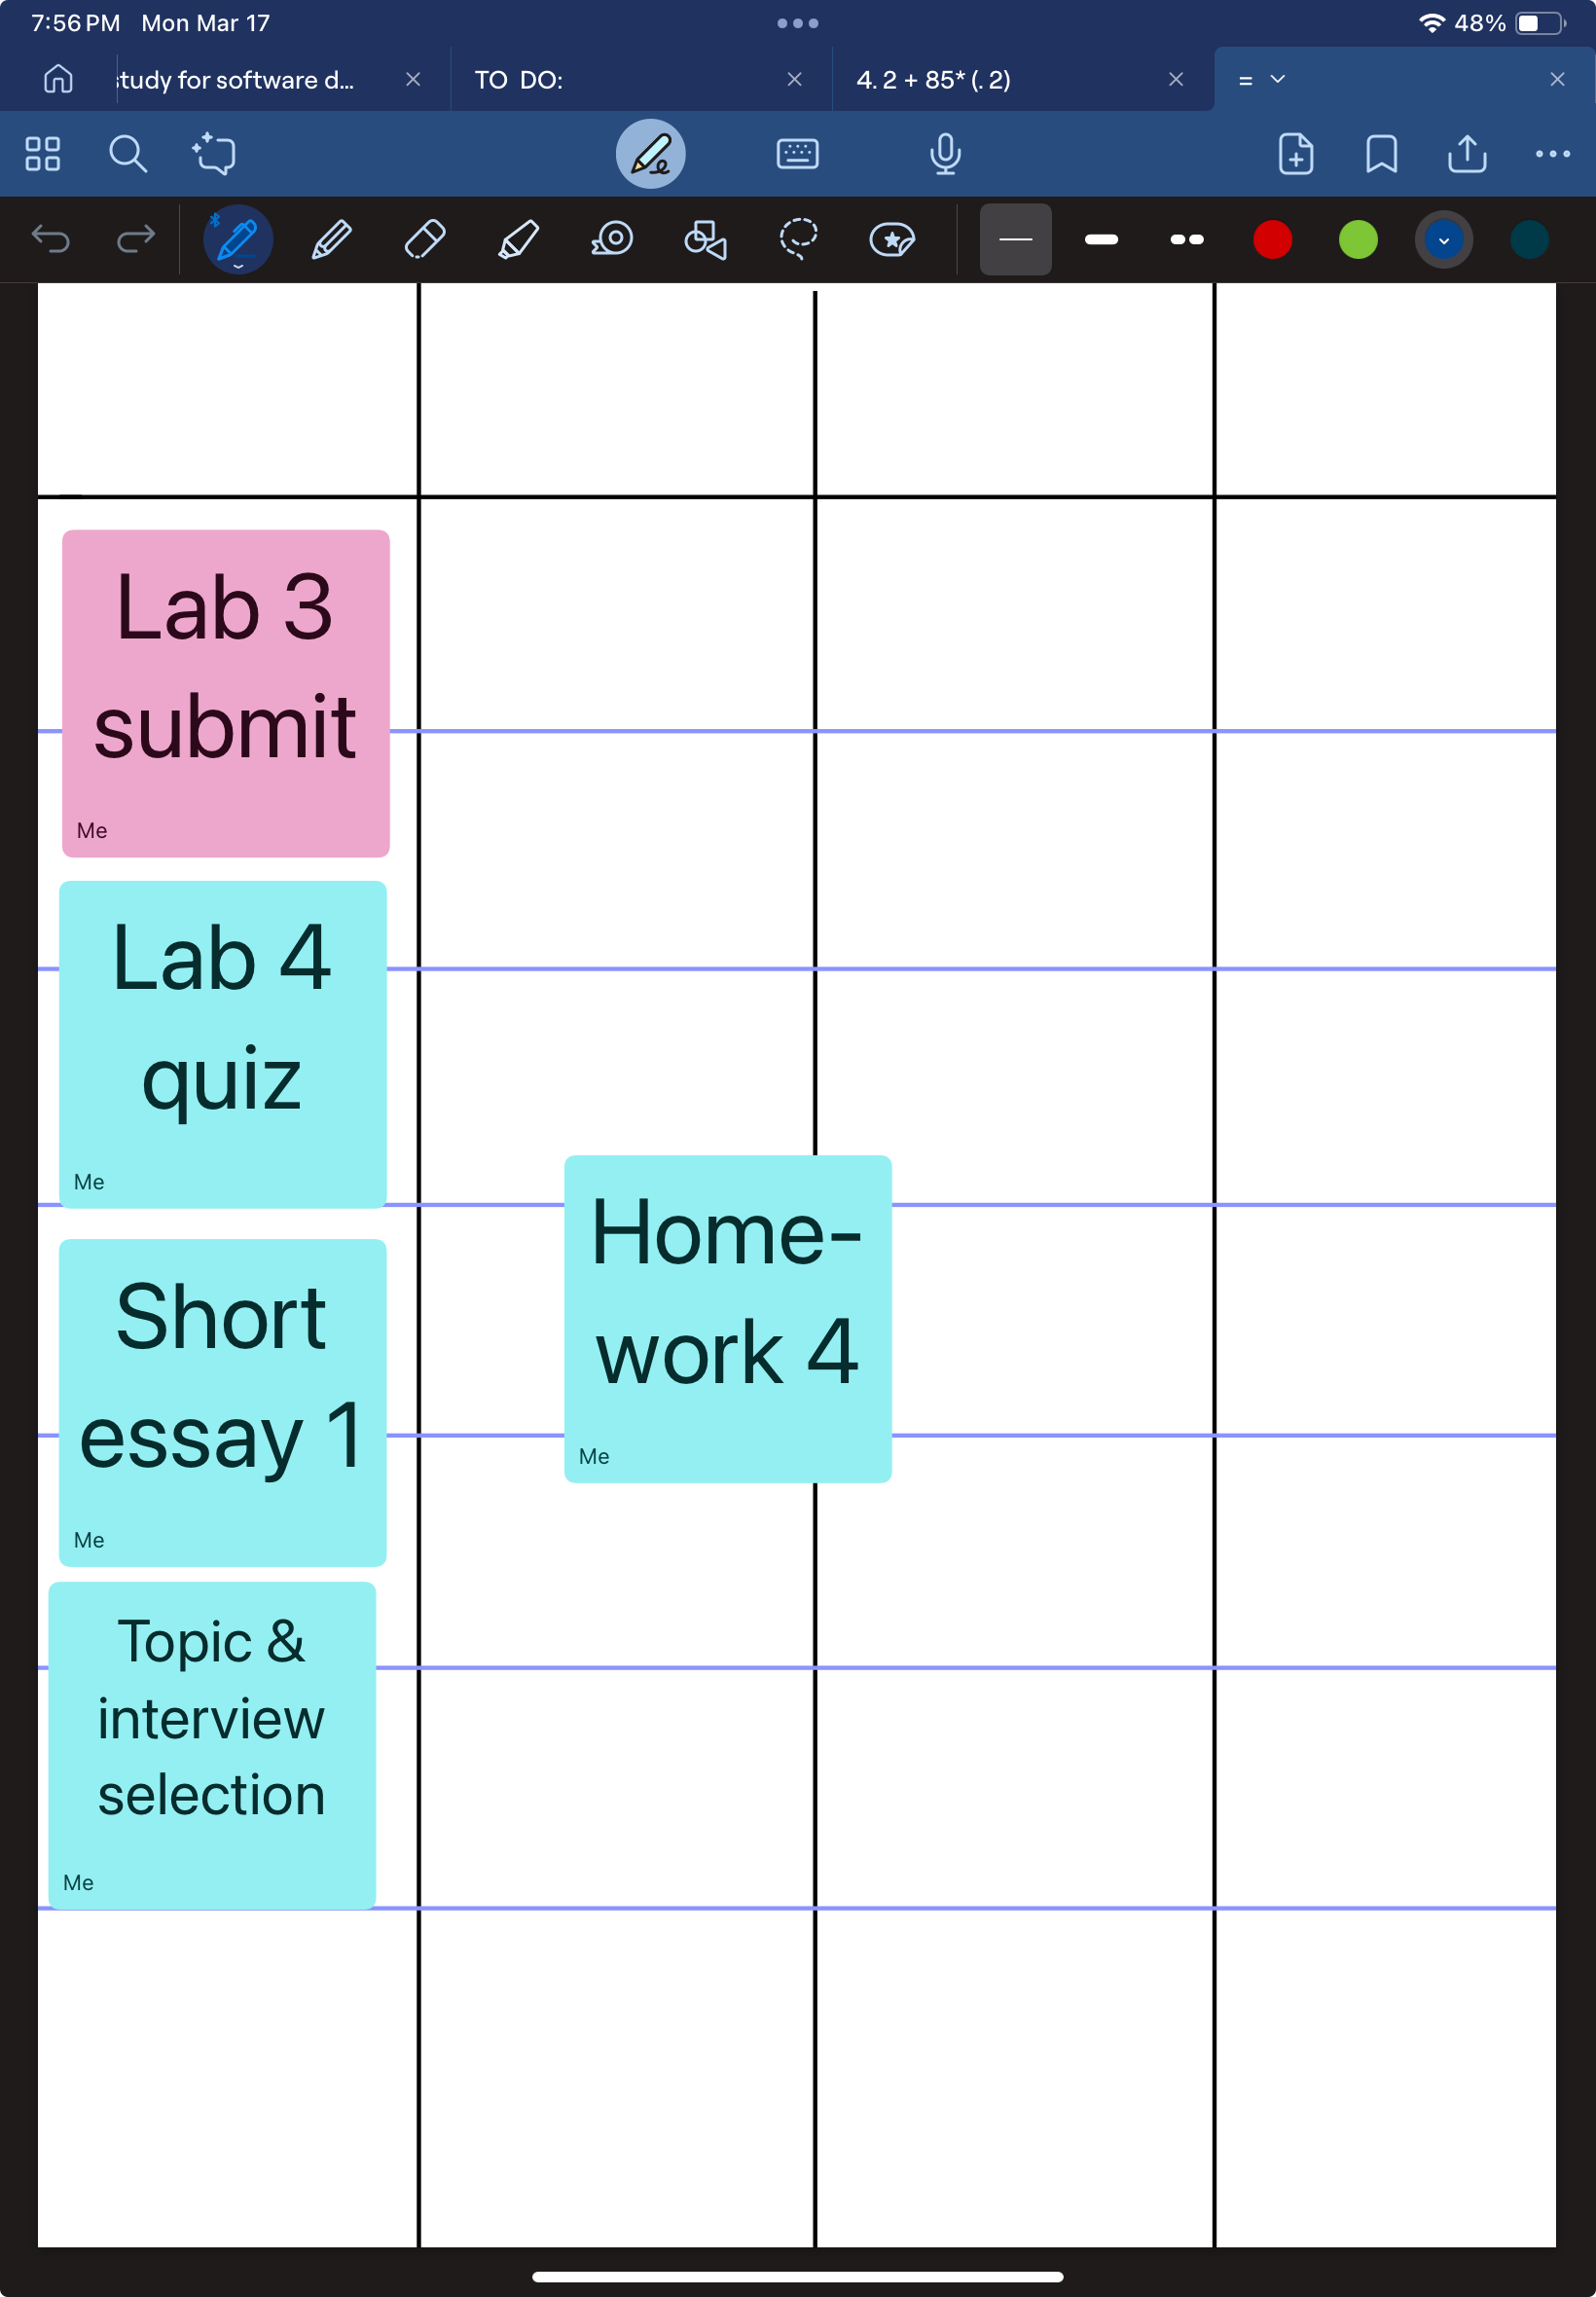 7:56 PM Mon Mar 17
48%
study for software d...
TO DO:
4. 2 + 85* (. 2)
=
Lab 3
submit
Me
Lab 4
quiz
Me
Home-
work 4
Me
Short
essay 1
Me
Topic &
interview
selection
Me